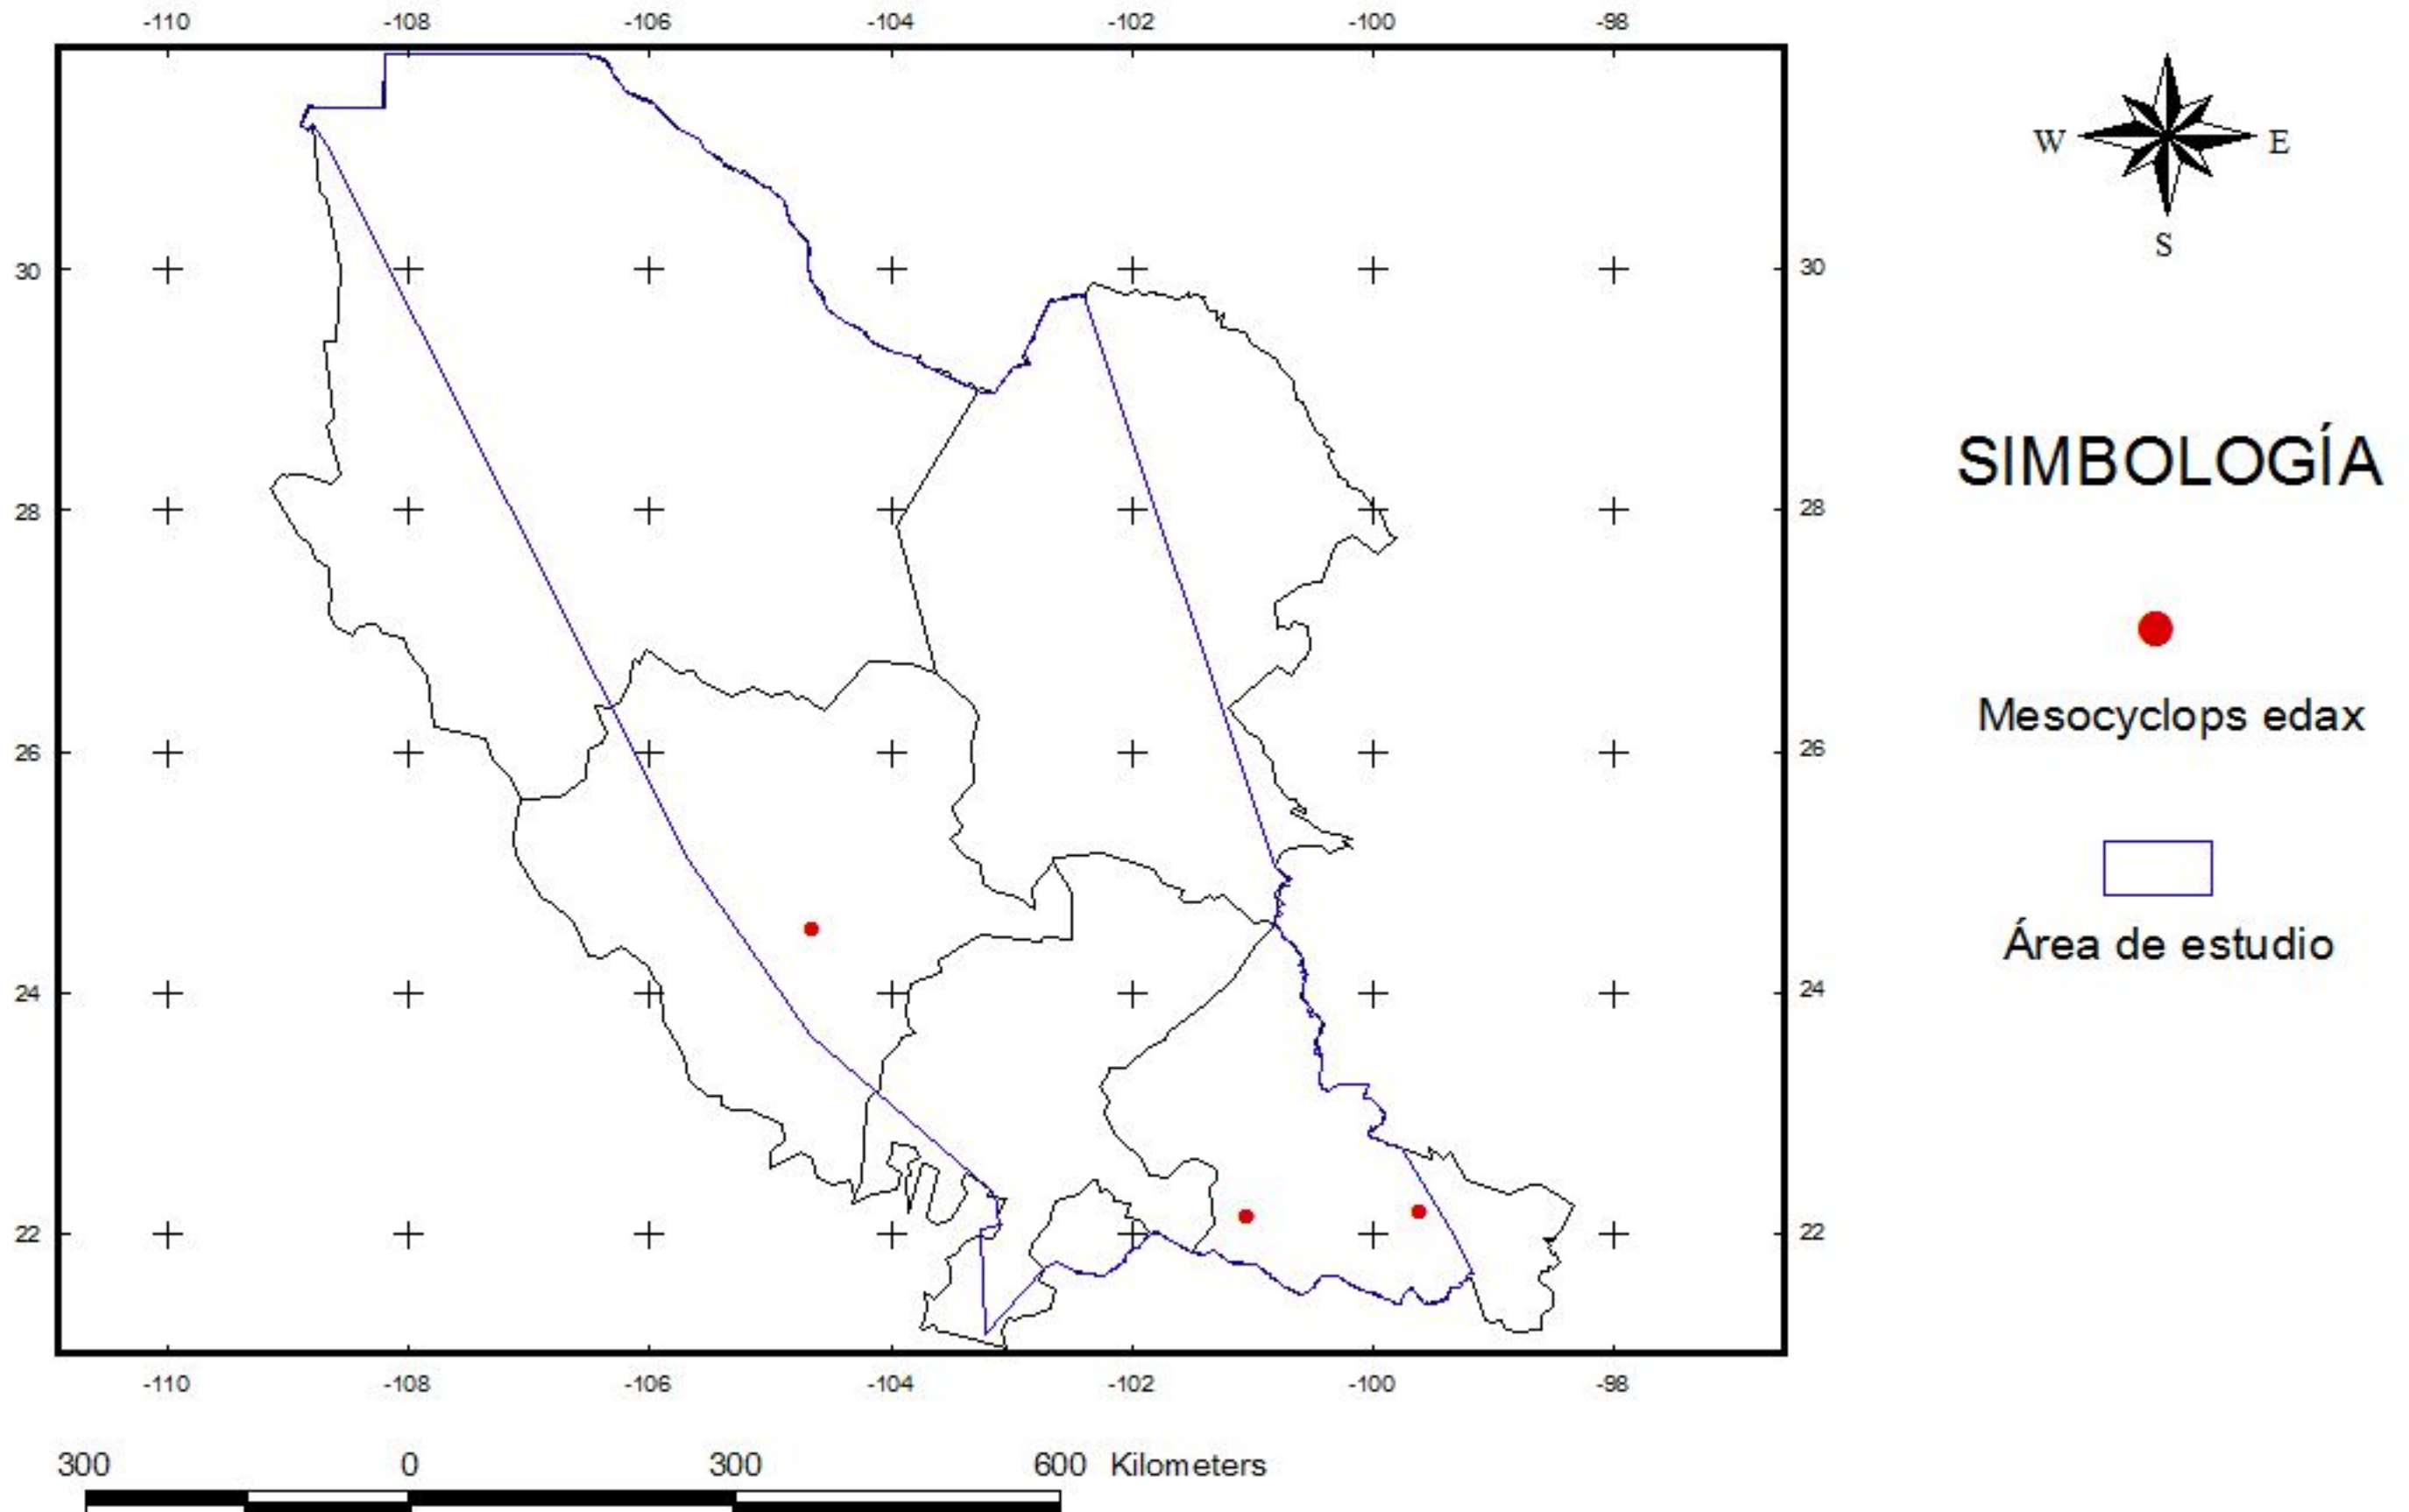 -110 -108 -106 -104 -102 -100 -98
W E
S
30 30
28 28
26 26
24 24
22 22
-110 -108 -106 -104 -102 -100 -98
SIMBOLOGÍA
Mesocyclops edax
Área de estudio
300 0 300 600 Kilometers